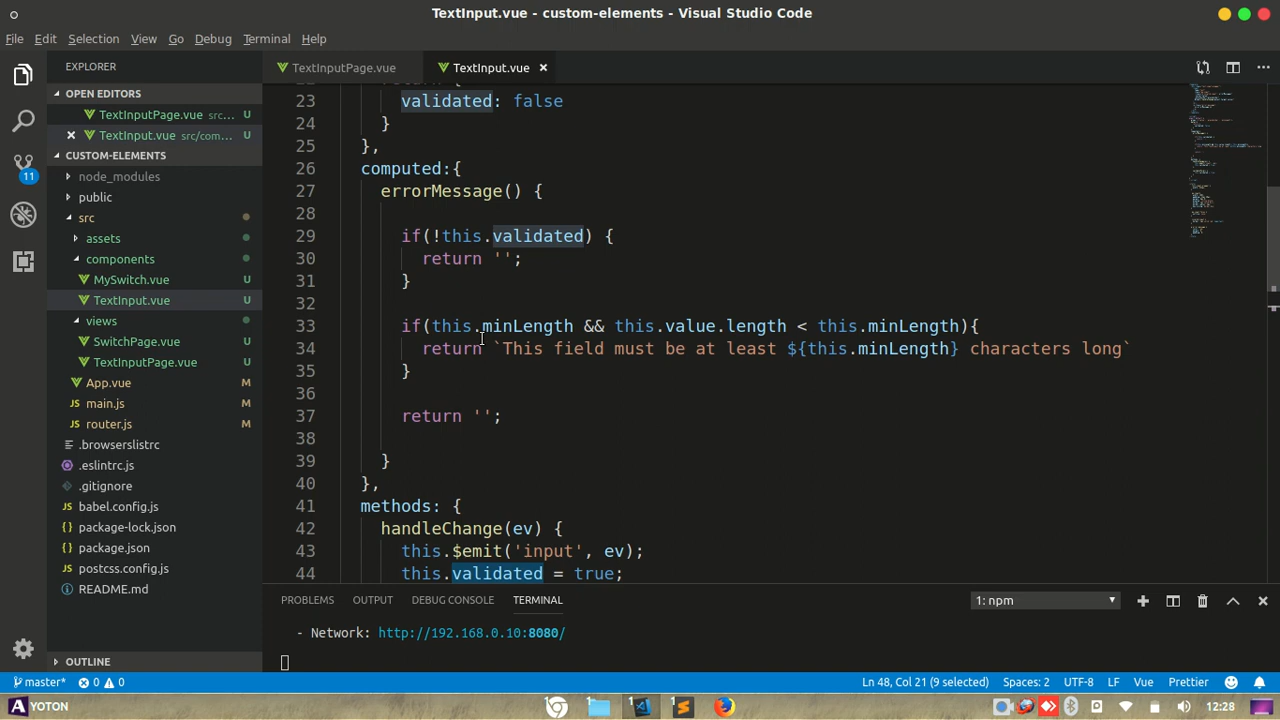 TextInput.vue - custom-elements - Visual Studio Code
File Edit Selection View Go Debug Terminal Help
EXPLORER
OPEN EDITORS
TextInputPage.vue src... U
TextInput.vue src/com... U
CUSTOM-ELEMENTS
node_modules
public
src
assets
components
MySwitch.vue U
TextInput.vue U
views
SwitchPage.vue U
TextInputPage.vue U
App.vue M
main.js M
router.js M
.browserslistrc
.eslintrc.js
.gitignore
babel.config.js
package-lock.json
package.json
postcss.config.js
README.md
OUTLINE
11
TextInputPage.vue TextInput.vue
23 validated: false
24 }
25 },
26 computed:{
27 errorMessage() {
28
29 if(!this.validated) {
30 return '';
31 }
32
33 if(this.minLength && this.value.length < this.minLength){
34 return `This field must be at least ${this.minLength} characters long`
35 }
36
37 return '';
38
39 }
40 },
41 methods: {
42 handleChange(ev) {
43 this.$emit('input', ev);
44 this.validated = true;
PROBLEMS OUTPUT DEBUG CONSOLE TERMINAL 1: npm
- Network: http://192.168.0.10:8080/
master* 0 0 Ln 48, Col 21 (9 selected) Spaces: 2 UTF-8 LF Vue Prettier
YOTON 12:28